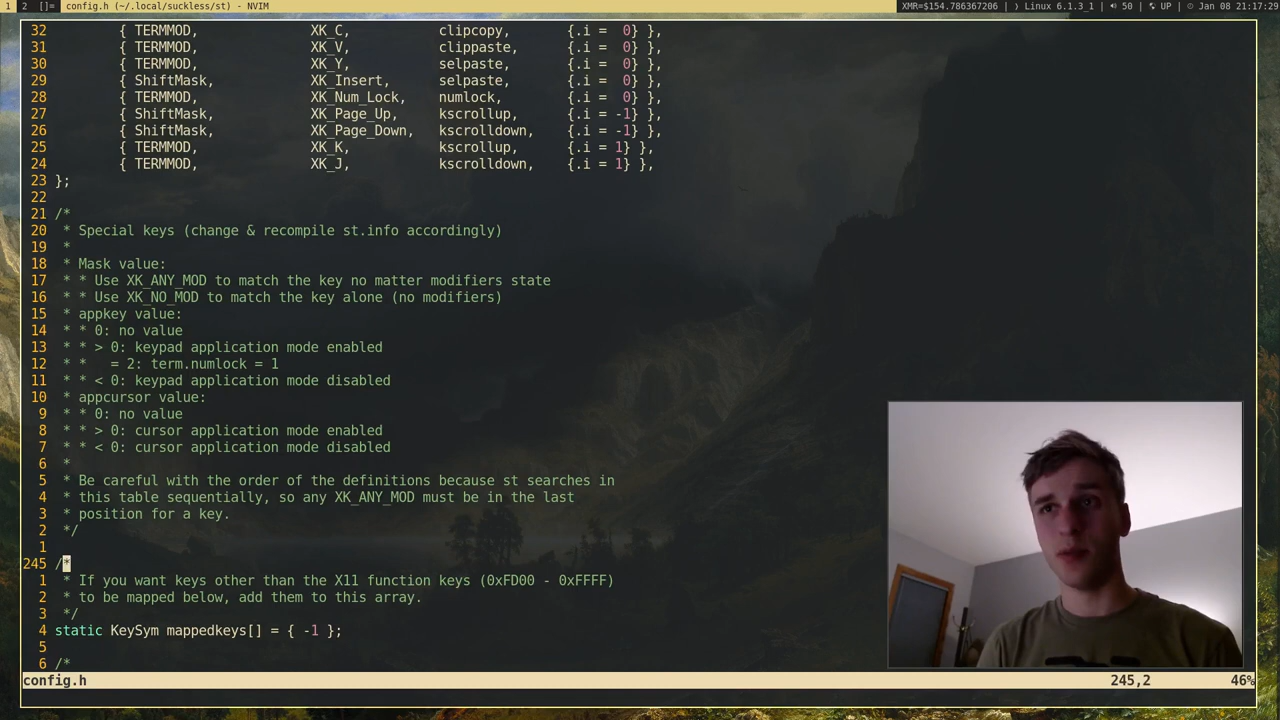 1 2 []= config.h (~/.local/suckless/st) - NVIM XMR=$154.786367206 | Linux 6.1.3_1 | 50 | UP | Jan 08 21:17:29
32 { TERMMOD, XK_C, clipcopy, {.i = 0} },
31 { TERMMOD, XK_V, clippaste, {.i = 0} },
30 { TERMMOD, XK_Y, selpaste, {.i = 0} },
29 { ShiftMask, XK_Insert, selpaste, {.i = 0} },
28 { TERMMOD, XK_Num_Lock, numlock, {.i = 0} },
27 { ShiftMask, XK_Page_Up, kscrollup, {.i = -1} },
26 { ShiftMask, XK_Page_Down, kscrolldown, {.i = -1} },
25 { TERMMOD, XK_K, kscrollup, {.i = 1} },
24 { TERMMOD, XK_J, kscrolldown, {.i = 1} },
23 };
22
21 /*
20 * Special keys (change & recompile st.info accordingly)
19 *
18 * Mask value:
17 * * Use XK_ANY_MOD to match the key no matter modifiers state
16 * * Use XK_NO_MOD to match the key alone (no modifiers)
15 * appkey value:
14 * * 0: no value
13 * * > 0: keypad application mode enabled
12 * * = 2: term.numlock = 1
11 * * < 0: keypad application mode disabled
10 * appcursor value:
9 * * 0: no value
8 * * > 0: cursor application mode enabled
7 * * < 0: cursor application mode disabled
6 *
5 * Be careful with the order of the definitions because st searches in
4 * this table sequentially, so any XK_ANY_MOD must be in the last
3 * position for a key.
2 */
1
245 /*
1 * If you want keys other than the X11 function keys (0xFD00 - 0xFFFF)
2 * to be mapped below, add them to this array.
3 */
4 static KeySym mappedkeys[] = { -1 };
5
6 /*
config.h 245,2 46%